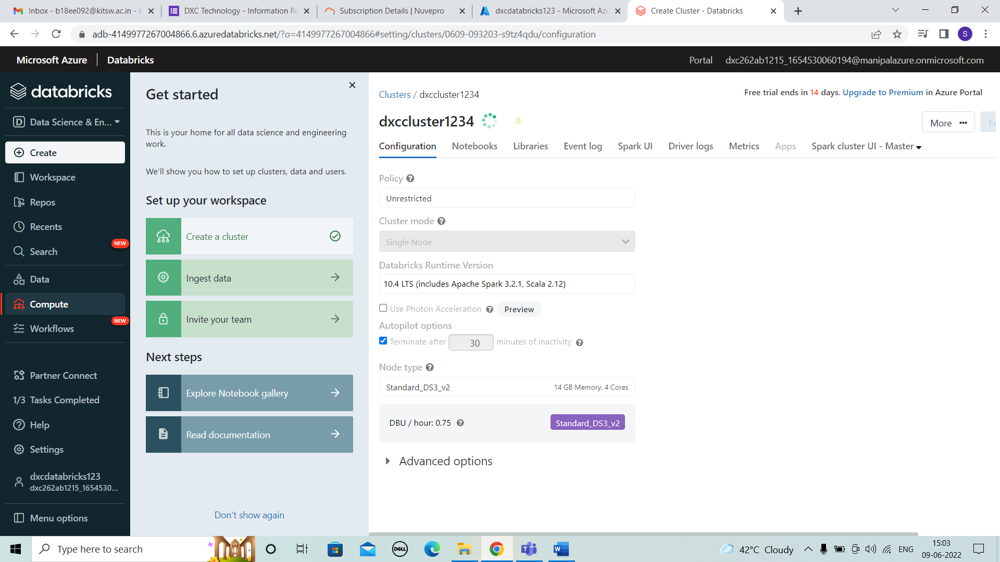 Inbox - b18ee092@kitsw.ac.in - K
DXC Technology - Information Re
Subscription Details | Nuvepro
dxcdatabricks123 - Microsoft Azu
Create Cluster - Databricks
adb-4149977267004866.6.azuredatabricks.net/?o=4149977267004866#setting/clusters/0609-093203-s9tz4qdu/configuration
S
Microsoft Azure
Databricks
Portal
dxc262ab1215_1654530060194@manipalazure.onmicrosoft.com
databricks
D Data Science & En...
Create
Workspace
Repos
Recents
NEW
Search
Data
Compute
NEW
Workflows
Partner Connect
1/3 Tasks Completed
Help
Settings
dxcdatabricks123
dxc262ab1215_1654530...
Menu options
Get started
This is your home for all data science and engineering
work.
We'll show you how to set up clusters, data and users.
Set up your workspace
Create a cluster
Ingest data
Invite your team
Next steps
Explore Notebook gallery
Read documentation
Don't show again
Clusters / dxccluster1234
Free trial ends in 14 days. Upgrade to Premium in Azure Portal
dxccluster1234
More ···
Ec
Configuration
Notebooks
Libraries
Event log
Spark UI
Driver logs
Metrics
Apps
Spark cluster UI - Master
Policy
Unrestricted
Cluster mode
Single Node
Databricks Runtime Version
10.4 LTS (includes Apache Spark 3.2.1, Scala 2.12)
Use Photon Acceleration
Preview
Autopilot options
Terminate after 30 minutes of inactivity
Node type
Standard_DS3_v2
14 GB Memory, 4 Cores
DBU / hour: 0.75
Standard_DS3_v2
Advanced options
Type here to search
DELL
W
42°C Cloudy
ENG
15:03
09-06-2022